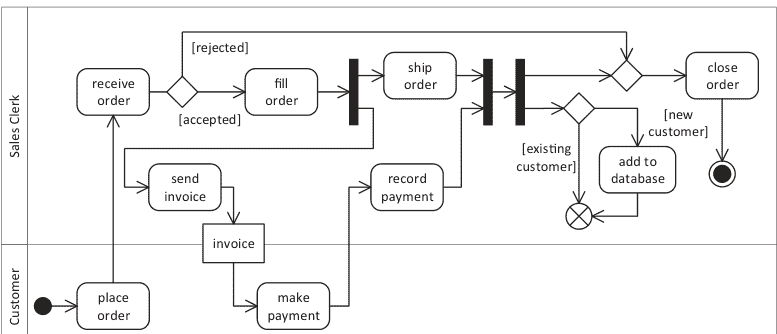 Sales Clerk
[rejected]
receive
order
fill
order
ship
order
close
order
[accepted]
[new
customer]
[existing
customer]
add to
database
send
invoice
record
payment
invoice
Customer
place
order
make
payment